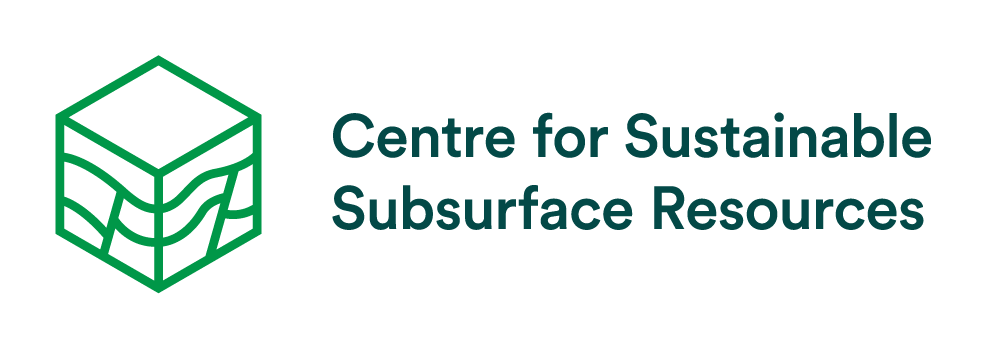 Centre for Sustainable
Subsurface Resources